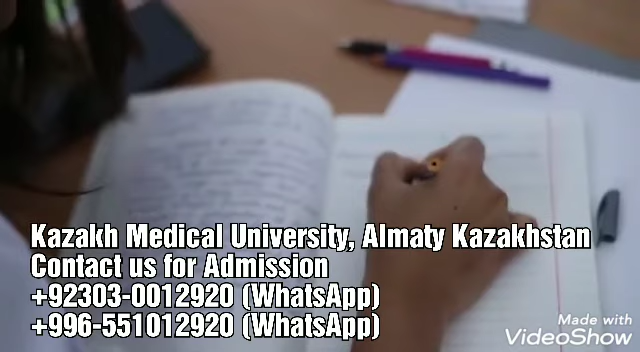 Kazakh Medical University, Almaty Kazakhstan
Contact us for Admission
+92303-0012920 (WhatsApp)
+996-551012920 (WhatsApp)
Made with
VideoShow